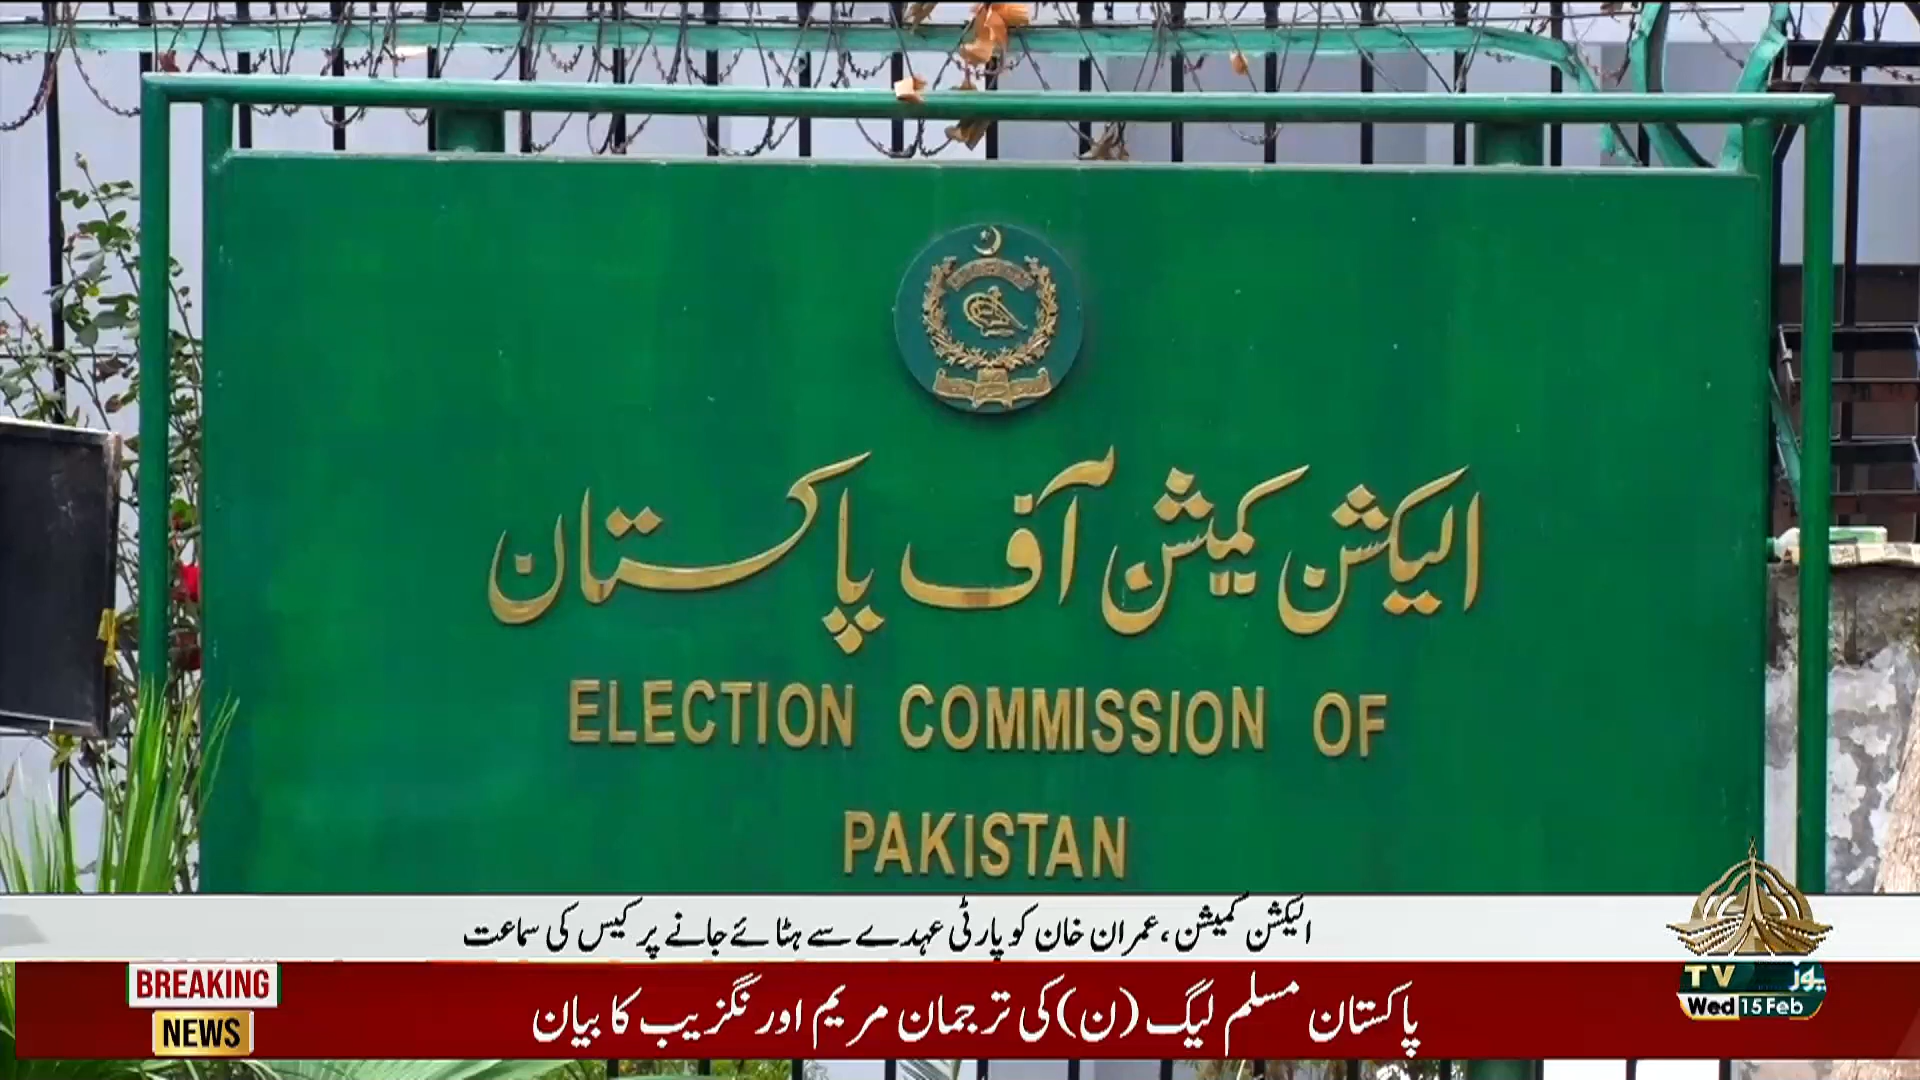 الیکشن کمیشن آف پاکستان
ELECTION COMMISSION OF
PAKISTAN
الیکشن کمیشن، عمران خان کو پارٹی عہدے سے ہٹائے جانے پر کیس کی سماعت
BREAKING
NEWS
پاکستان مسلم لیگ (ن) کی ترجمان مریم اورنگزیب کا بیان
TV نیوز
Wed 15 Feb